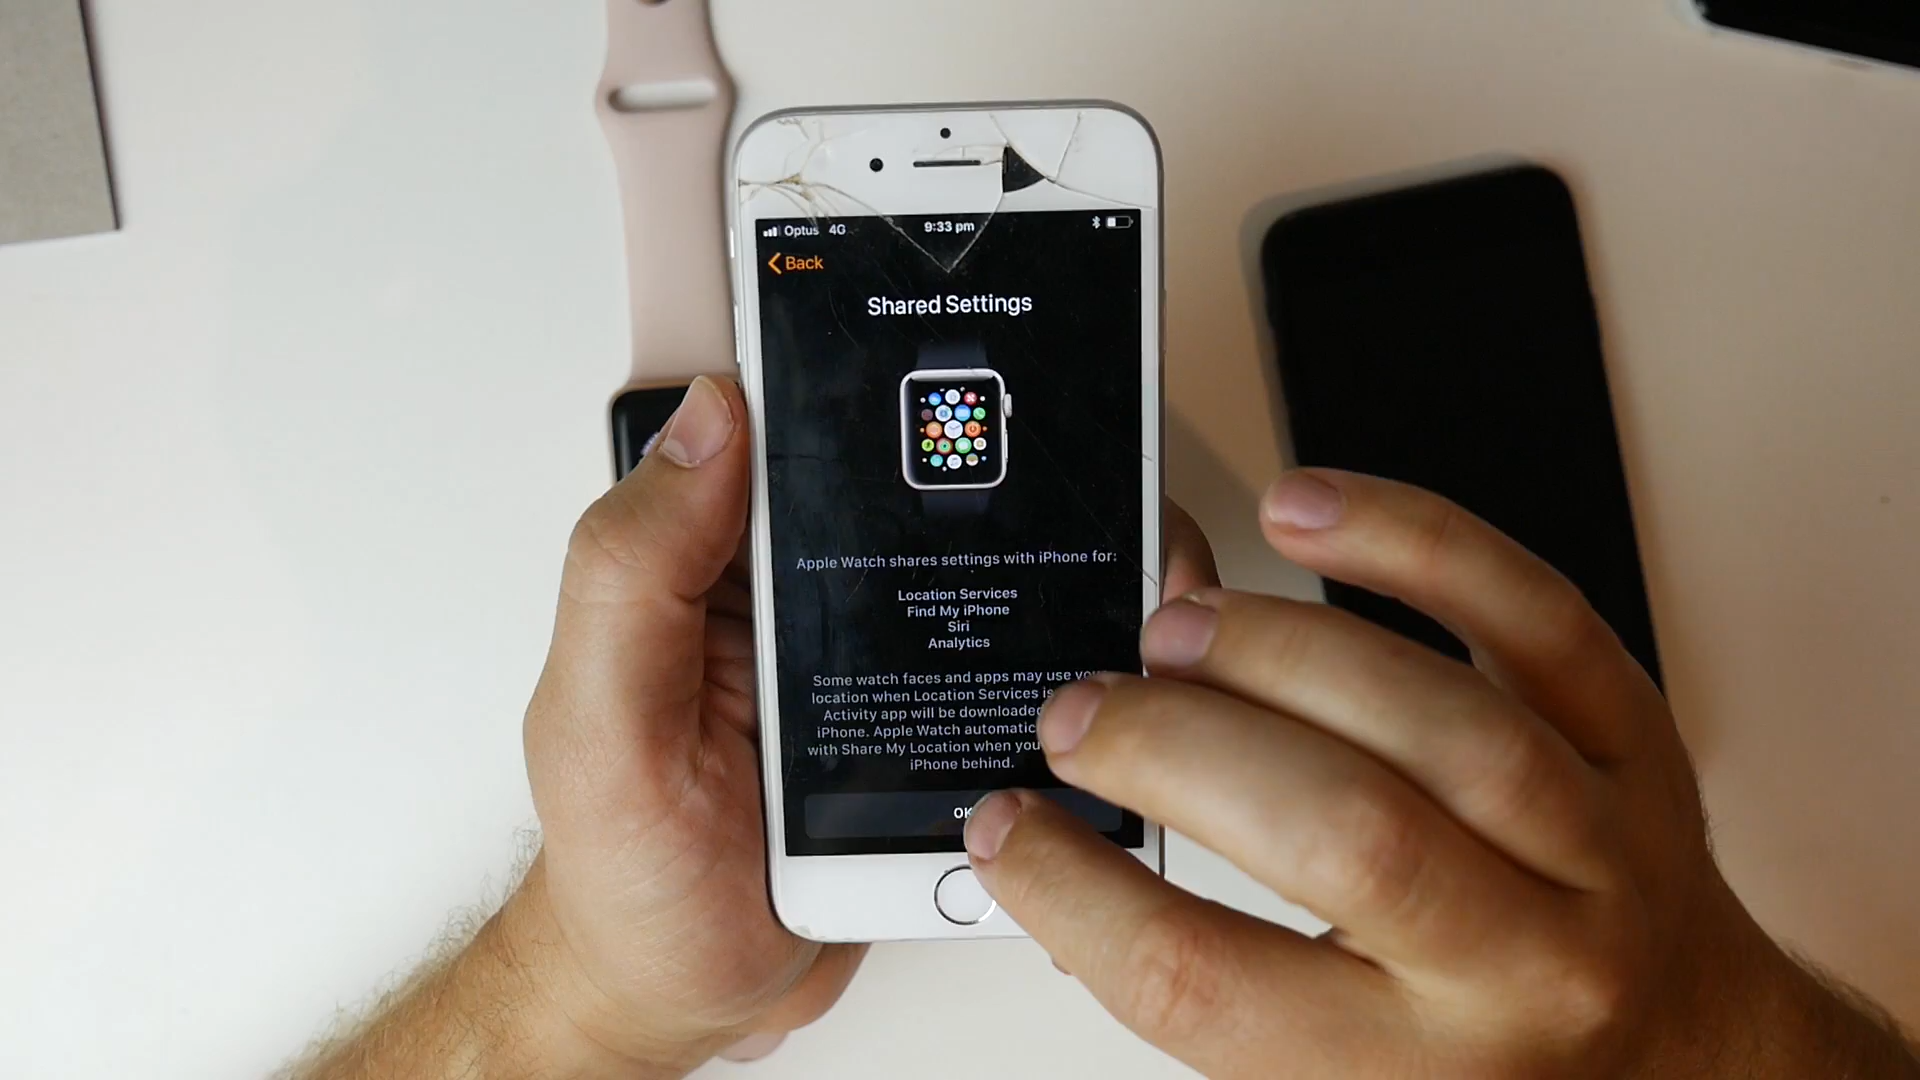 Optus 4G 9:33 pm
Back
Shared Settings
Apple Watch shares settings with iPhone for:
Location Services
Find My iPhone
Siri
Analytics
Some watch faces and apps may use
location when Location Services is
Activity app will be downloaded
iPhone. Apple Watch
with Share My Location when you
iPhone behind.
OK